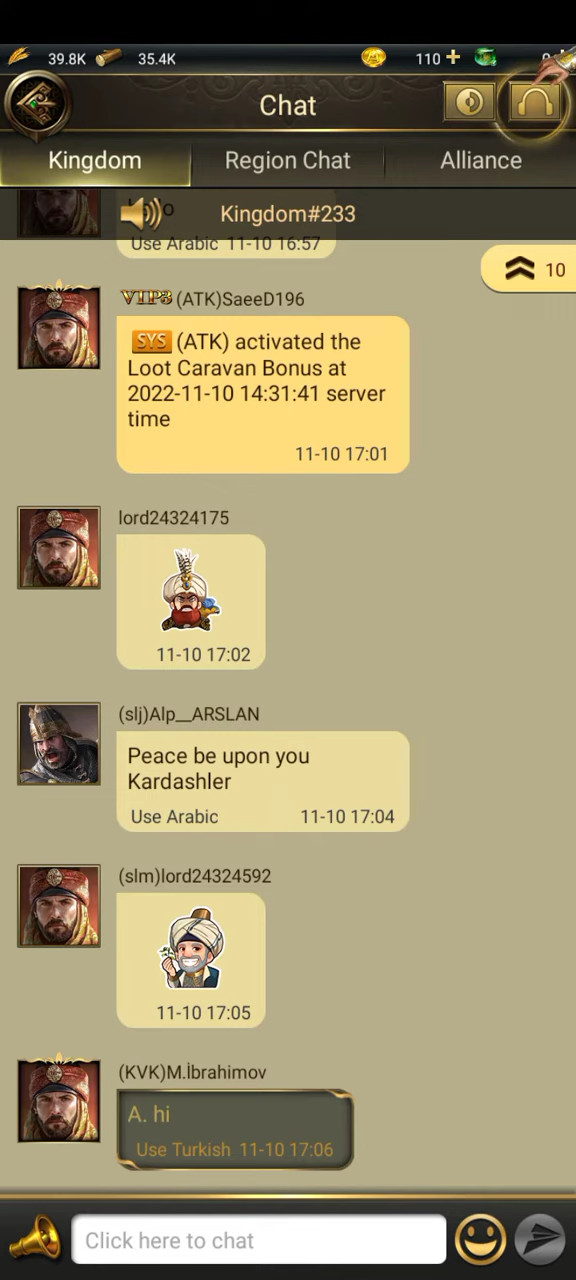 39.8K 35.4K 110
Chat
Kingdom Region Chat Alliance
Kingdom#233
Use Arabic 11-10 16:57
10
VIP3 (ATK)SaeeD196
SYS (ATK) activated the
Loot Caravan Bonus at
2022-11-10 14:31:41 server
time
11-10 17:01
lord24324175
11-10 17:02
(slj)Alp__ARSLAN
Peace be upon you
Kardashler
Use Arabic 11-10 17:04
(slm)lord24324592
11-10 17:05
(KVK)M.İbrahimov
A. hi
Use Turkish 11-10 17:06
Click here to chat